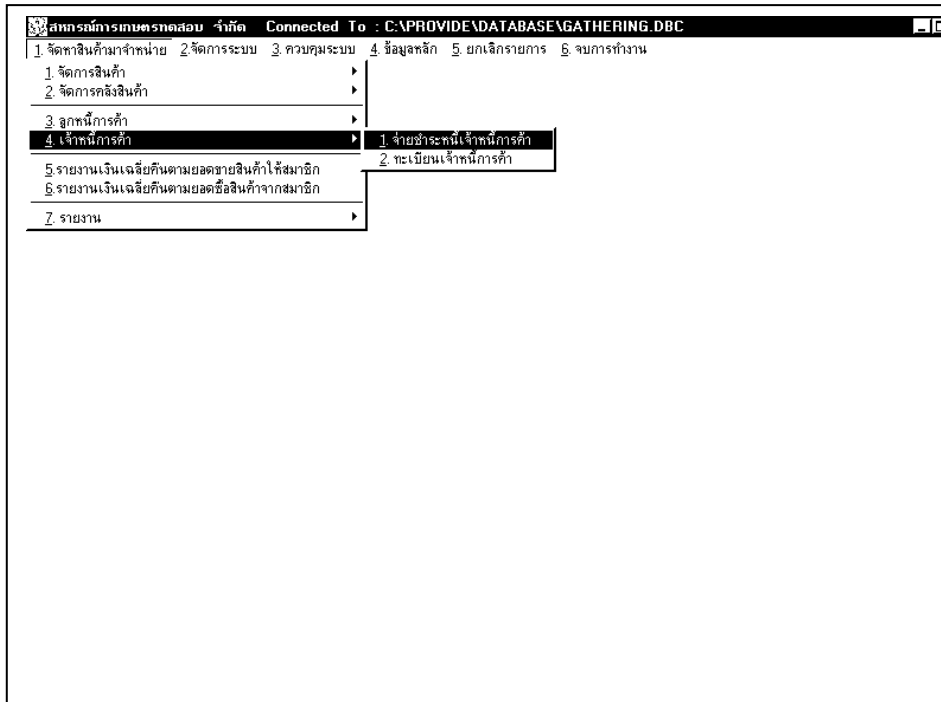 สหกรณ์การเกษตรทดสอบ จำกัด Connected To : C:\PROVIDE\DATABASE\GATHERING.DBC
1. จัดหาสินค้ามาจำหน่าย 2.จัดการระบบ 3. ควบคุมระบบ 4. ข้อมูลหลัก 5. ยกเลิกรายการ 6. จบการทำงาน
1. จัดการสินค้า
2. จัดการคลังสินค้า
3. ลูกหนี้การค้า
4. เจ้าหนี้การค้า
1. จ่ายชำระหนี้เจ้าหนี้การค้า
2. ทะเบียนเจ้าหนี้การค้า
5.รายงานเงินเฉลี่ยคืนตามยอดขายสินค้าให้สมาชิก
6.รายงานเงินเฉลี่ยคืนตามยอดซื้อสินค้าจากสมาชิก
7. รายงาน